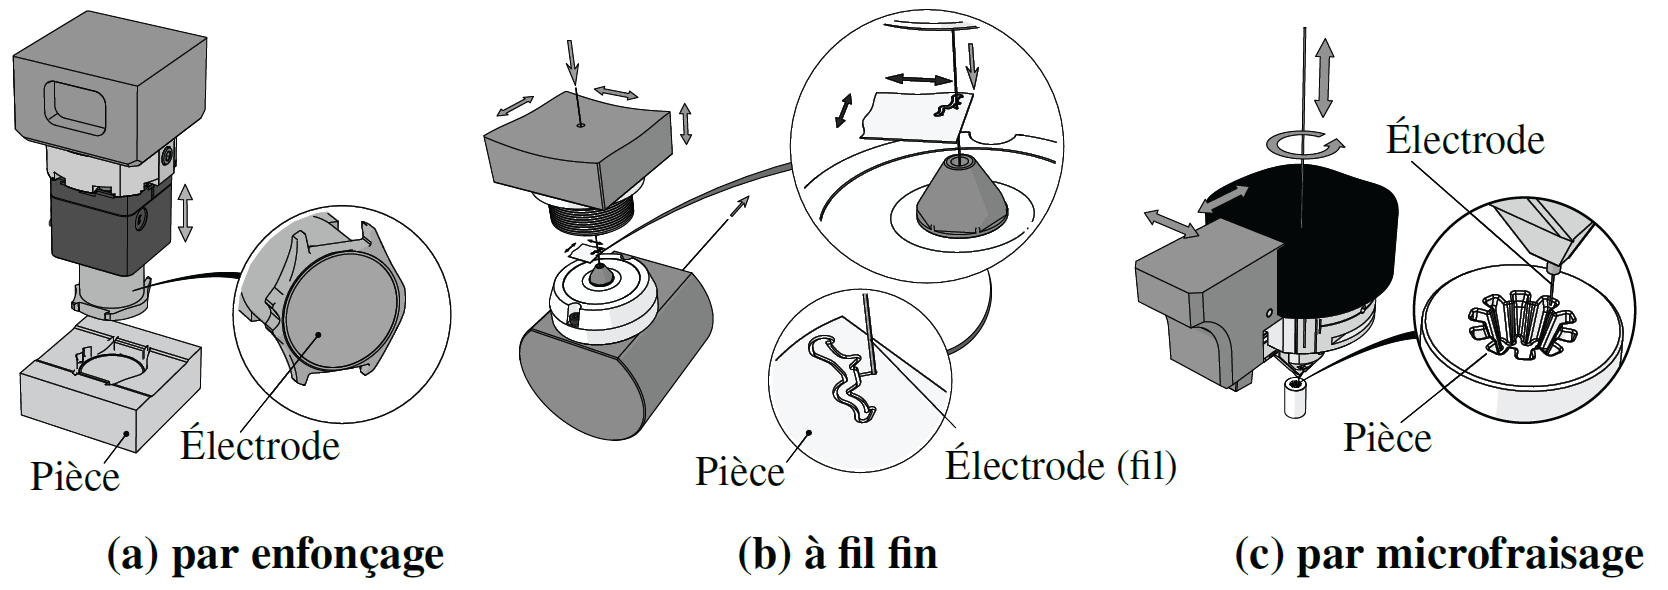 Électrode
Électrode
Pièce
Pièce
Électrode (fil)
Pièce
(a) par enfonçage
(b) à fil fin
(c) par microfraisage